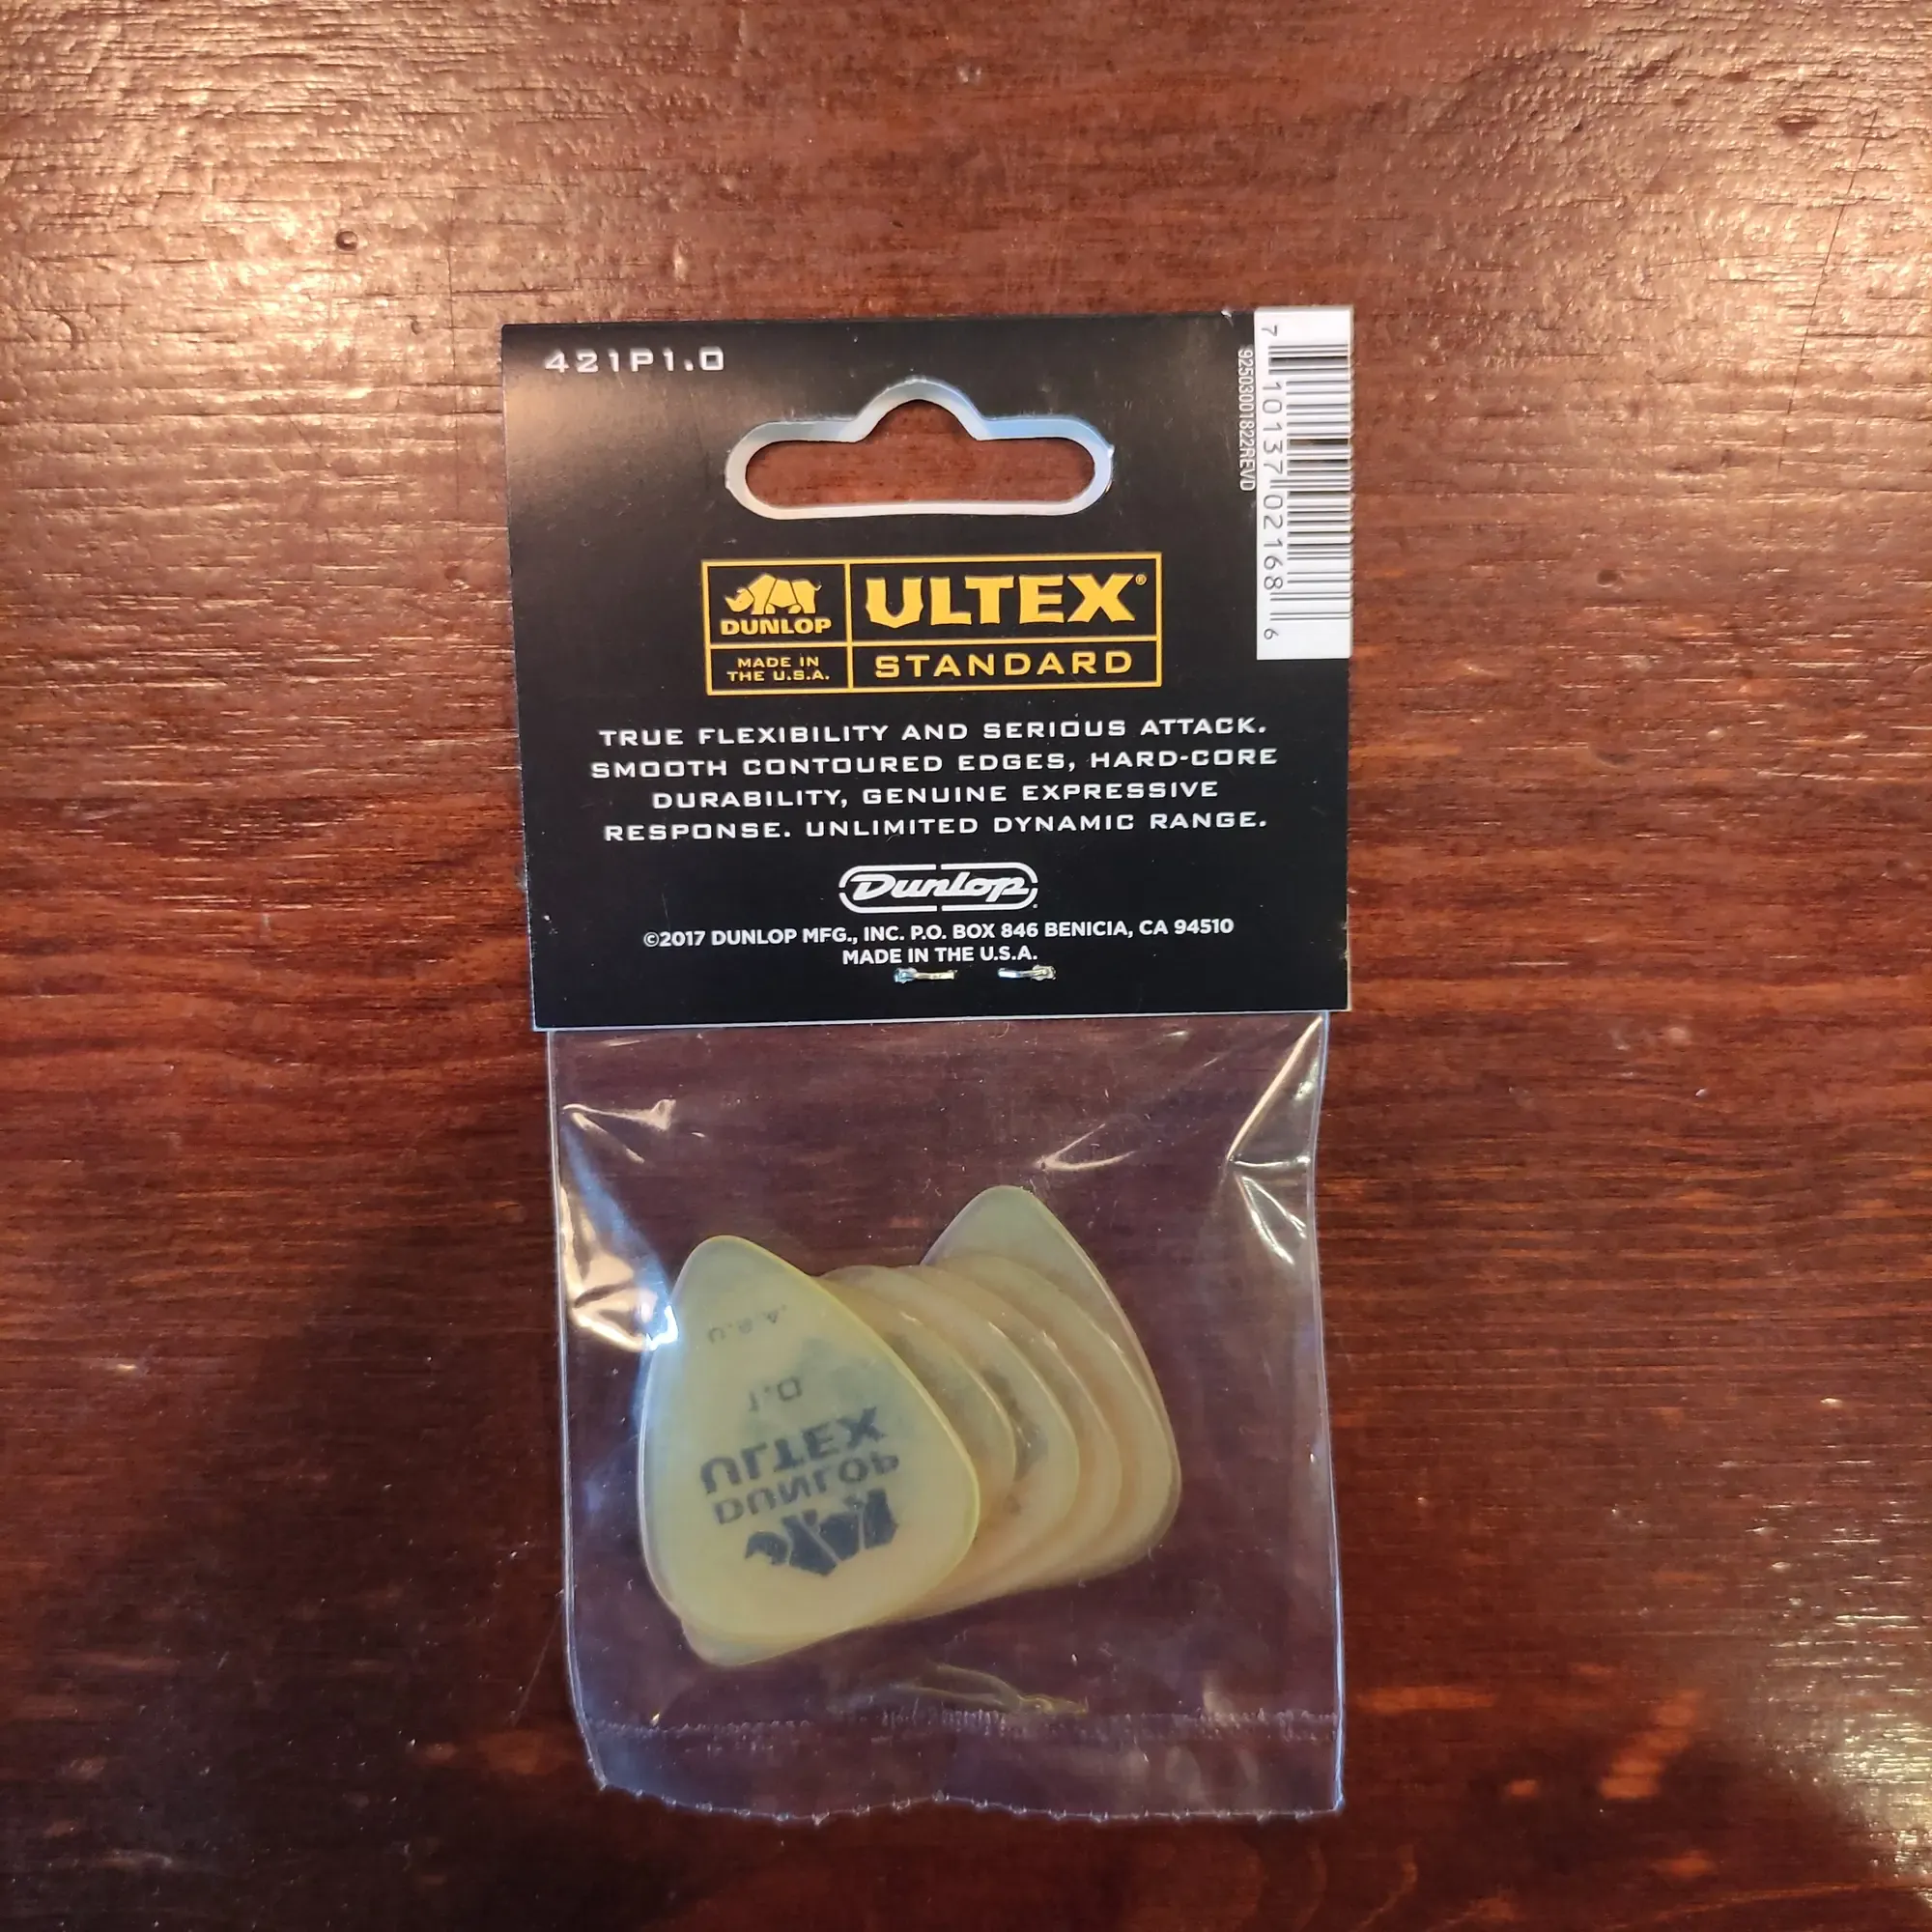 421P1.0
7 10137 02168 6
92503001822REVD
DUNLOP
ULTEX®
MADE IN
THE U.S.A.
STANDARD
TRUE FLEXIBILITY AND SERIOUS ATTACK.
SMOOTH CONTOURED EDGES, HARD-CORE
DURABILITY, GENUINE EXPRESSIVE
RESPONSE. UNLIMITED DYNAMIC RANGE.
Dunlop
©2017 DUNLOP MFG., INC. P.O. BOX 846 BENICIA, CA 94510
MADE IN THE U.S.A.
U.S.A.
1.0
ULTEX
DUNLOP